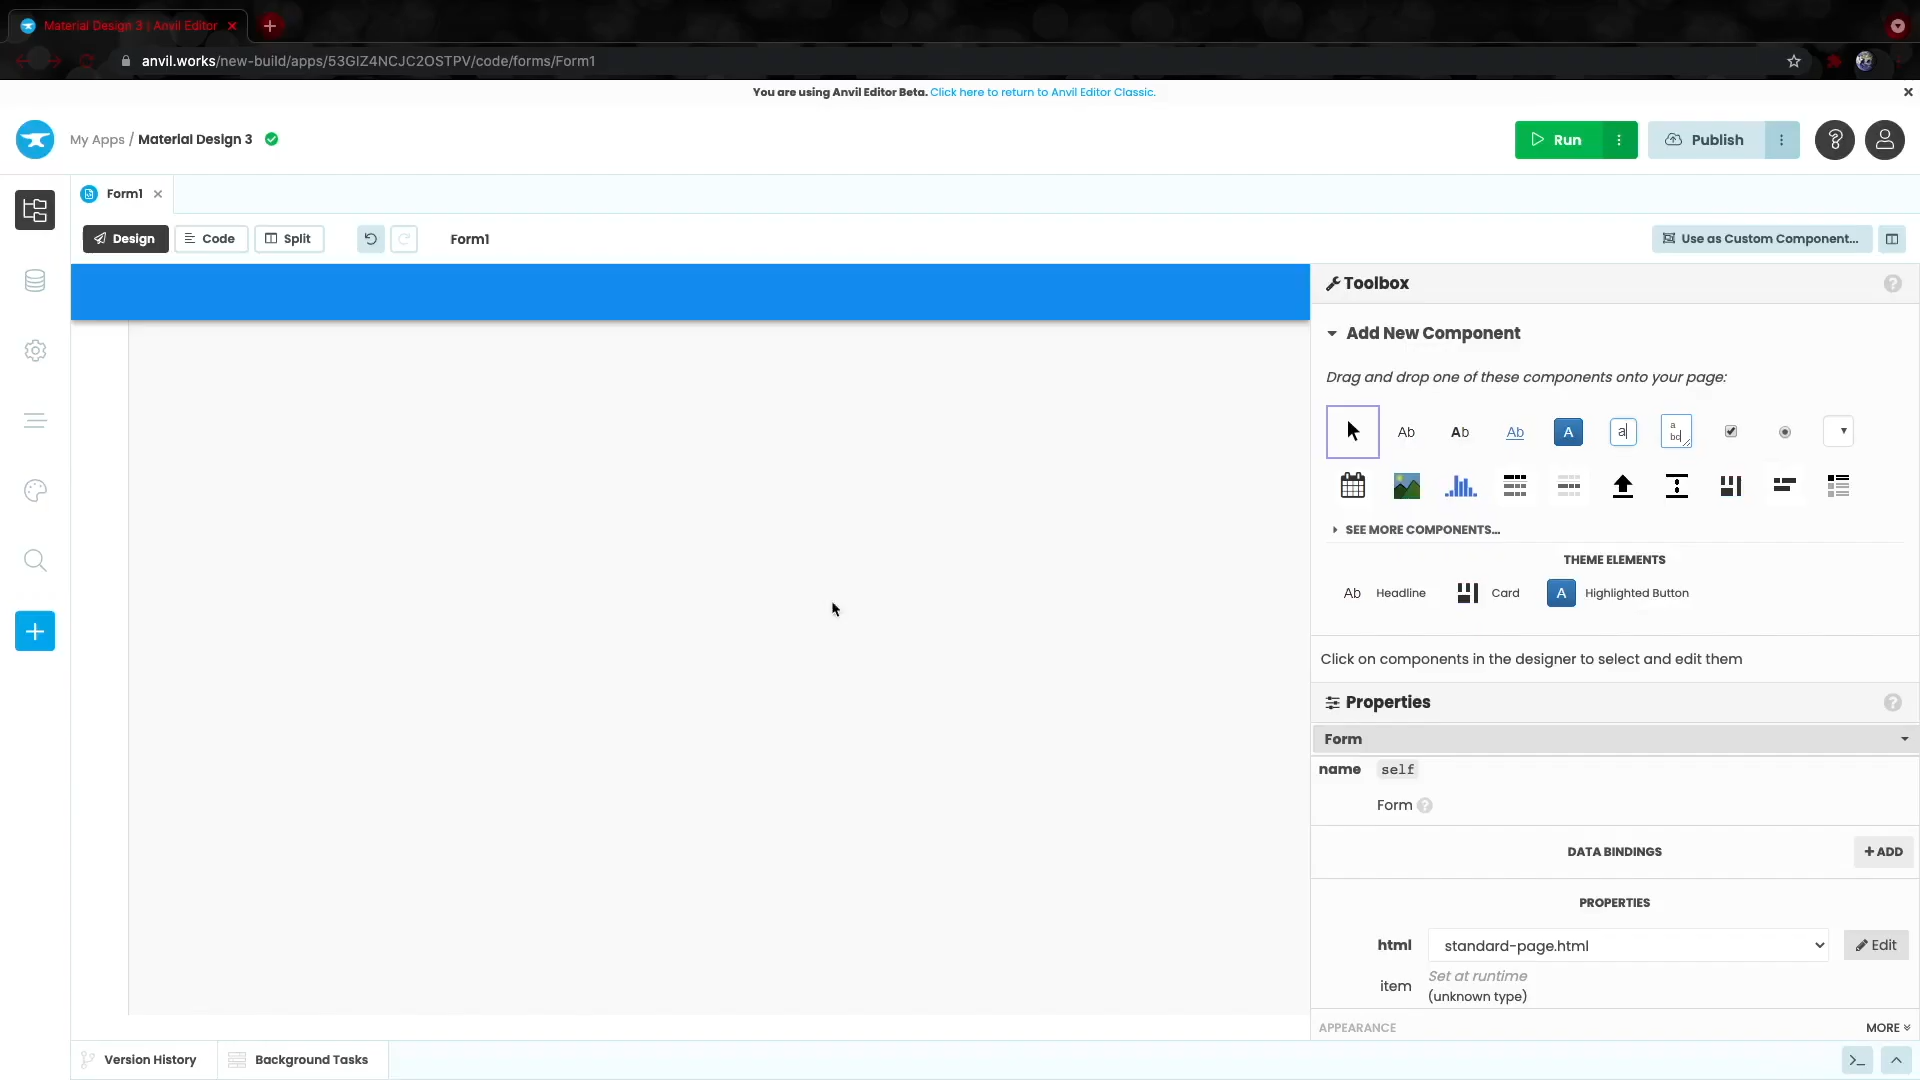 Material Design 3 | Anvil Editor
anvil.works/new-build/apps/53GIZ4NCJC2OSTPV/code/forms/Form1
You are using Anvil Editor Beta. Click here to return to Anvil Editor Classic.
My Apps / Material Design 3
Run
Publish
?
Form1
Design
Code
Split
Form1
Use as Custom Component...
Toolbox
?
Add New Component
Drag and drop one of these components onto your page:
Ab
Ab
Ab
A
a
a
bc
SEE MORE COMPONENTS...
THEME ELEMENTS
Ab Headline
Card
A Highlighted Button
Click on components in the designer to select and edit them
Properties
?
Form
name self
Form ?
DATA BINDINGS
+ ADD
PROPERTIES
html standard-page.html
Edit
item Set at runtime
(unknown type)
APPEARANCE
MORE
Version History
Background Tasks